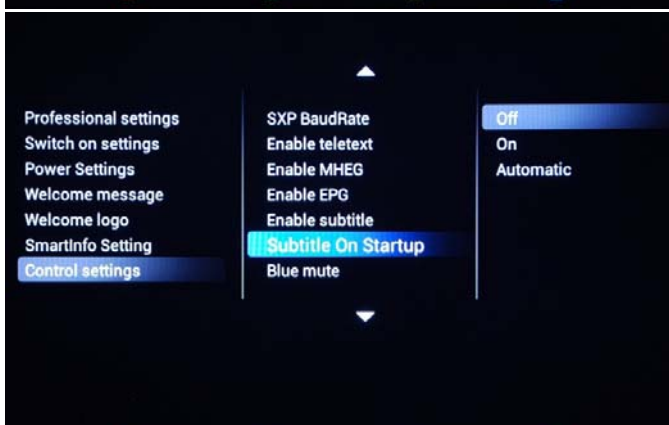 Professional settings
Switch on settings
Power Settings
Welcome message
Welcome logo
SmartInfo Setting
Control settings
SXP BaudRate
Enable teletext
Enable MHEG
Enable EPG
Enable subtitle
Subtitle On Startup
Blue mute
Off
On
Automatic